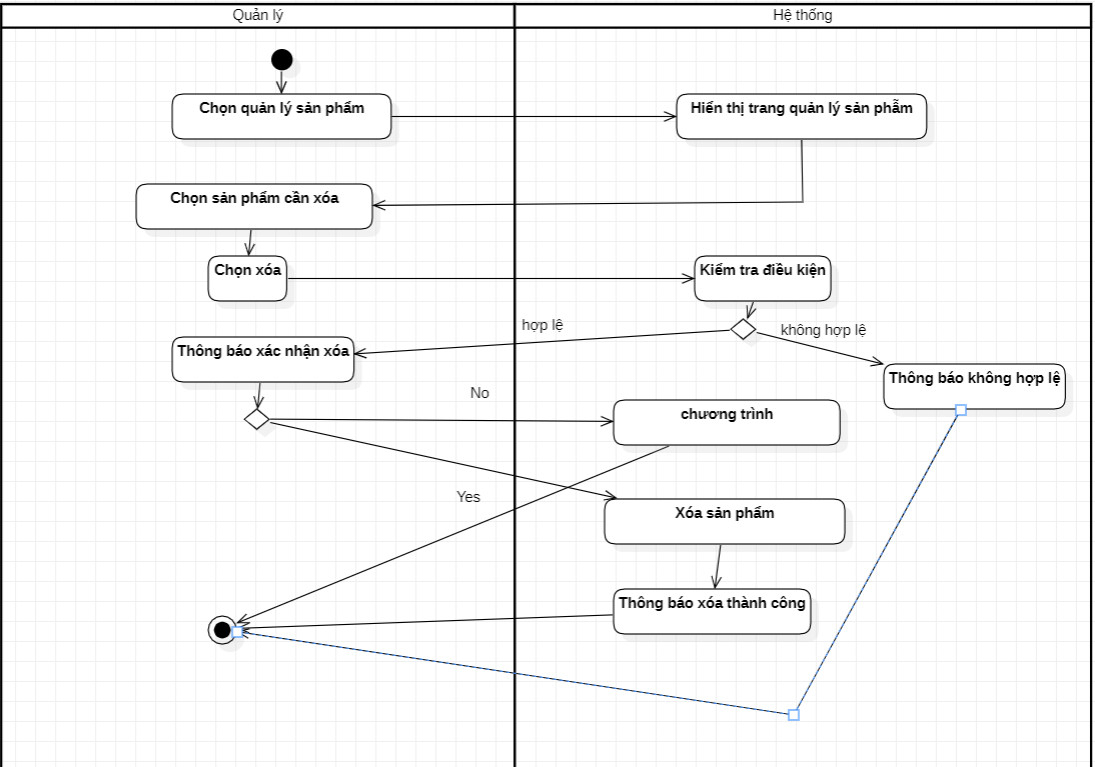 Quản lý
Hệ thống
Chọn quản lý sản phẩm
Hiển thị trang quản lý sản phẩm
Chọn sản phẩm cần xóa
Chọn xóa
Kiểm tra điều kiện
hợp lệ
không hợp lệ
Thông báo xác nhận xóa
Thông báo không hợp lệ
No
chương trình
Yes
Xóa sản phẩm
Thông báo xóa thành công